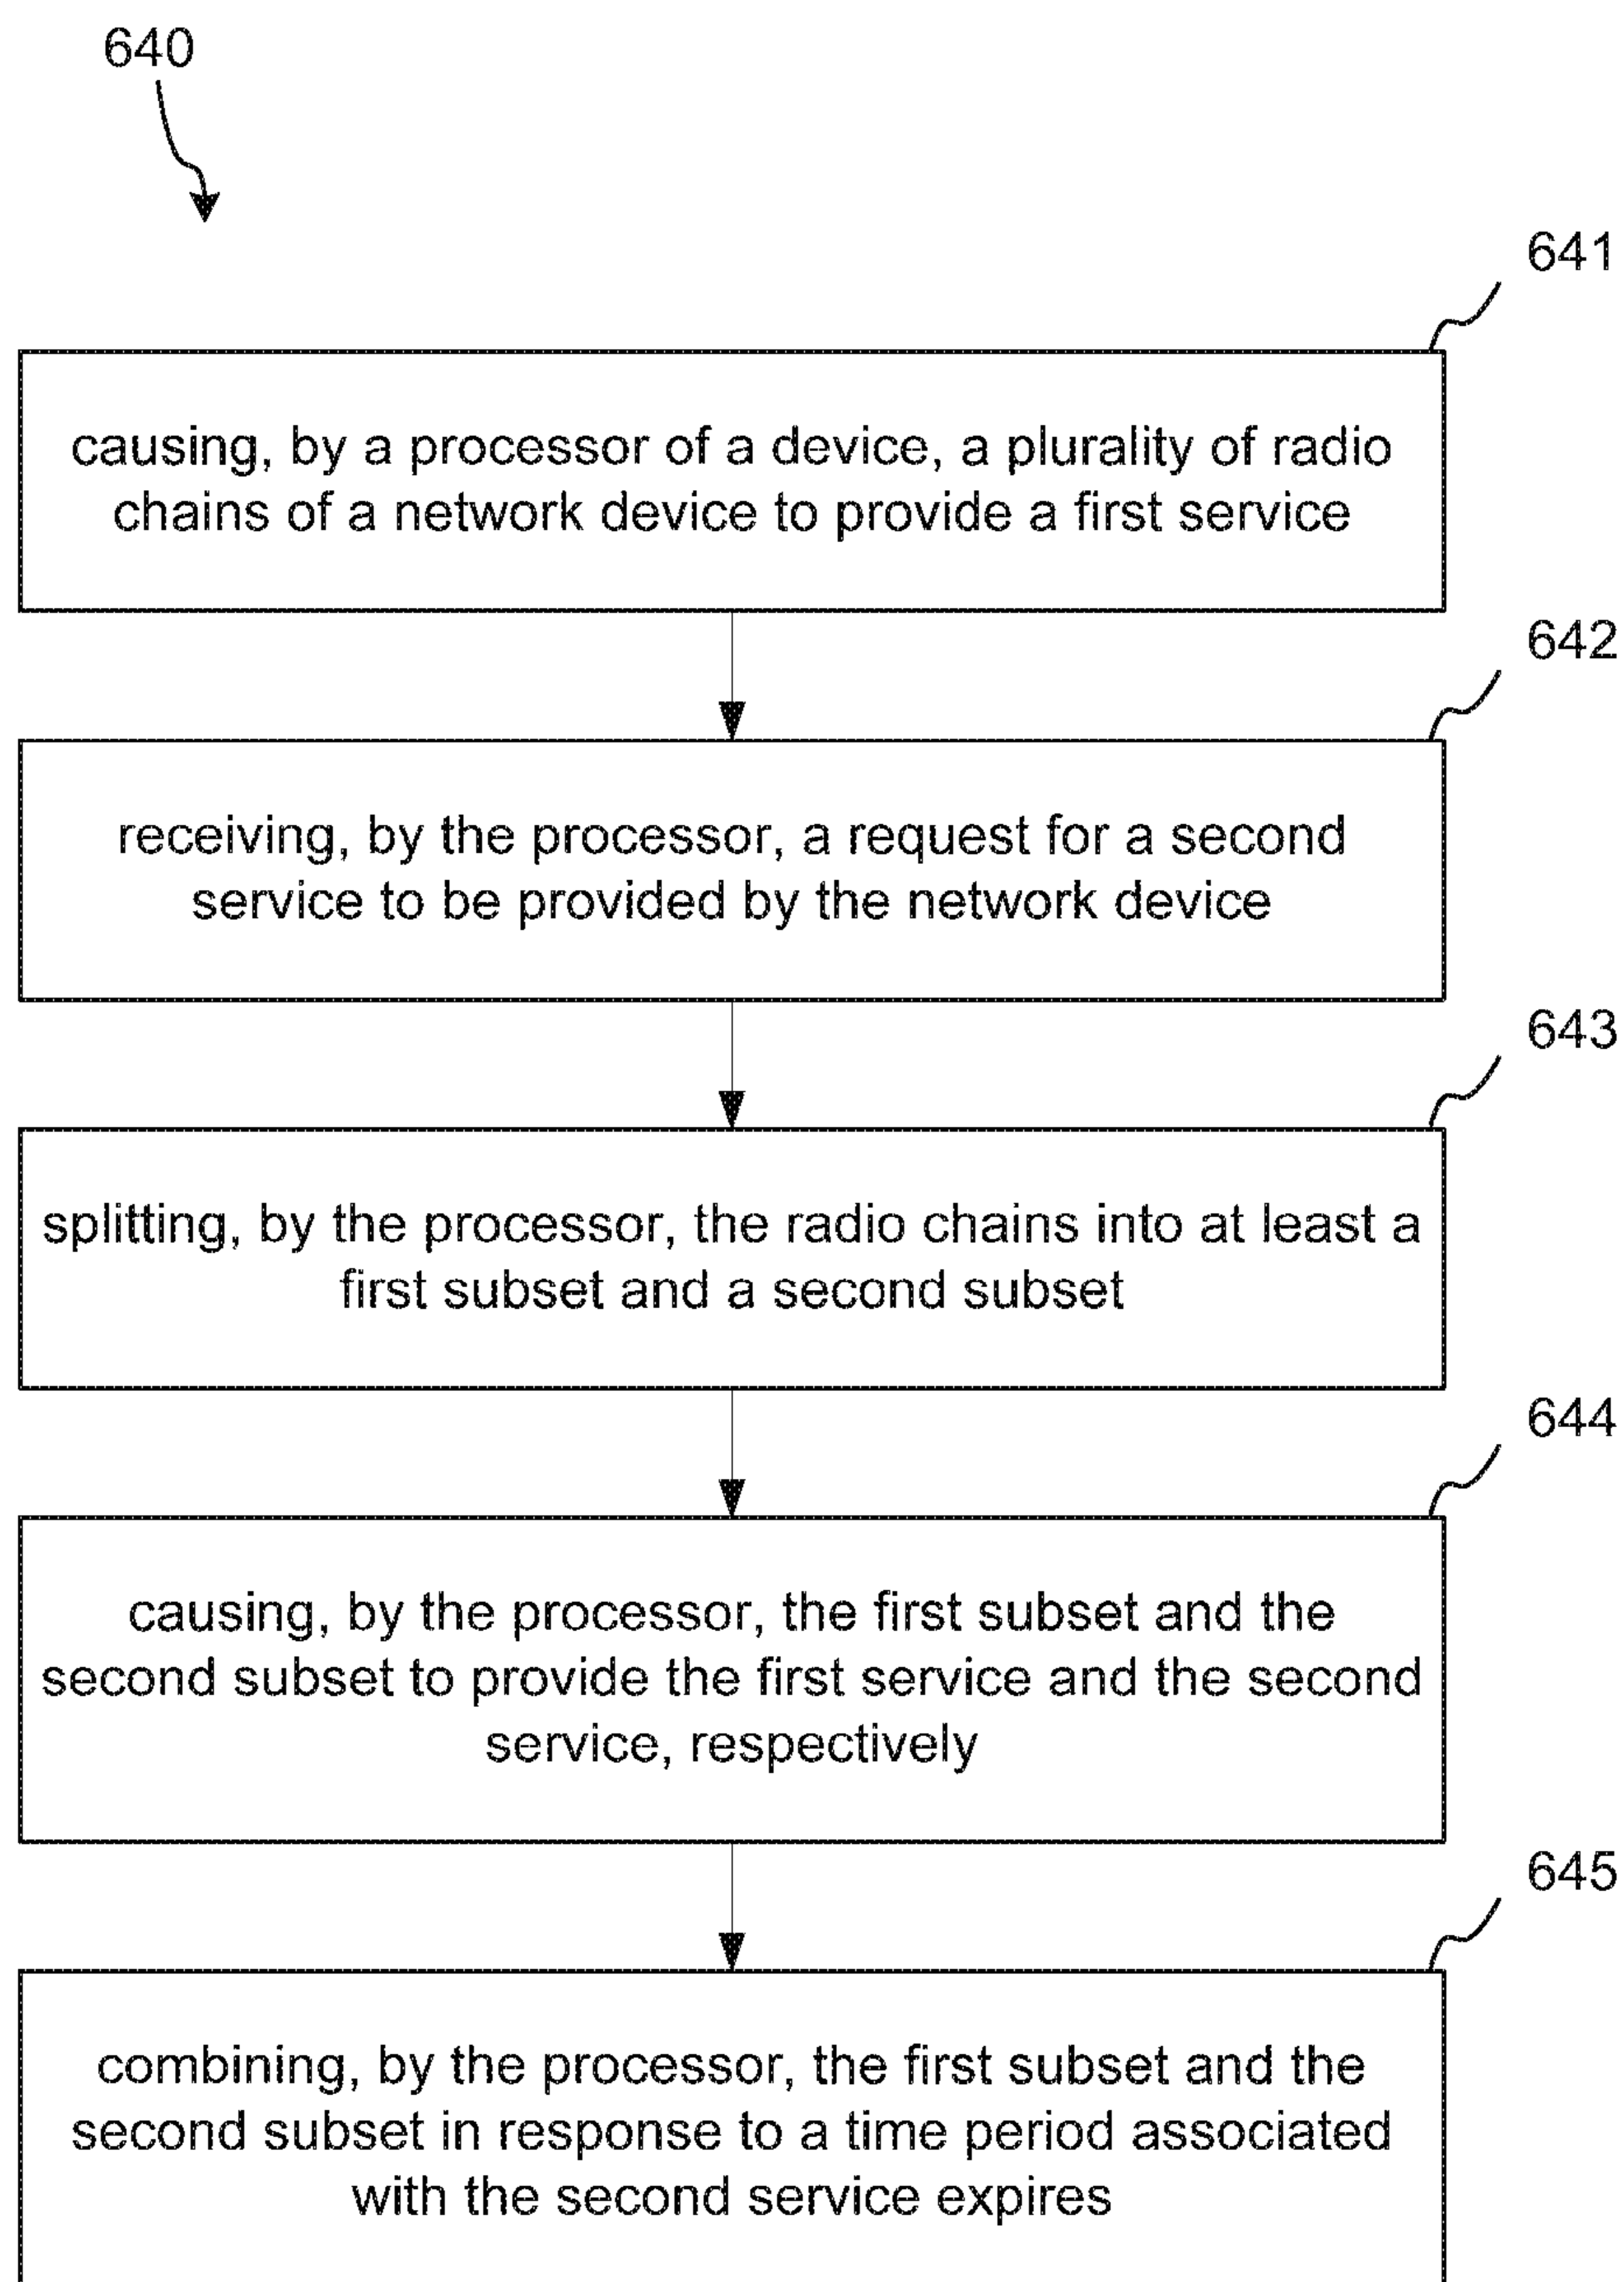 640
641
causing, by a processor of a device, a plurality of radio
chains of a network device to provide a first service
642
receiving, by the processor, a request for a second
service to be provided by the network device
643
splitting, by the processor, the radio chains into at least a
first subset and a second subset
644
causing, by the processor, the first subset and the
second subset to provide the first service and the second
service, respectively
645
combining, by the processor, the first subset and the
second subset in response to a time period associated
with the second service expires